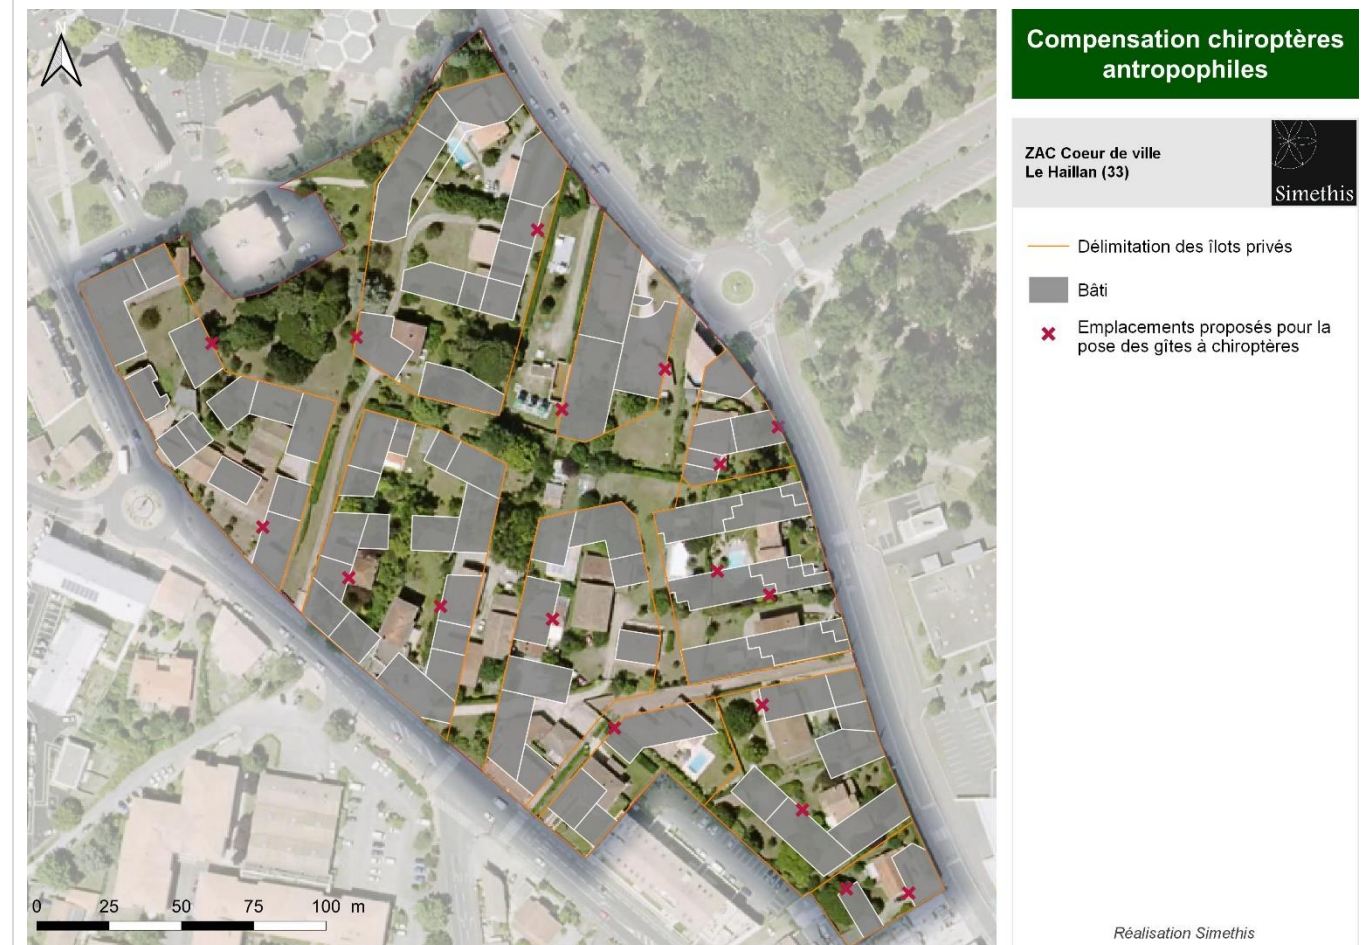 Compensation chiroptères
antropophiles
ZAC Coeur de ville
Le Haillan (33)
Simethis
Délimitation des îlots privés
Bâti
Emplacements proposés pour la
pose des gîtes à chiroptères
0 25 50 75 100 m
Réalisation Simethis